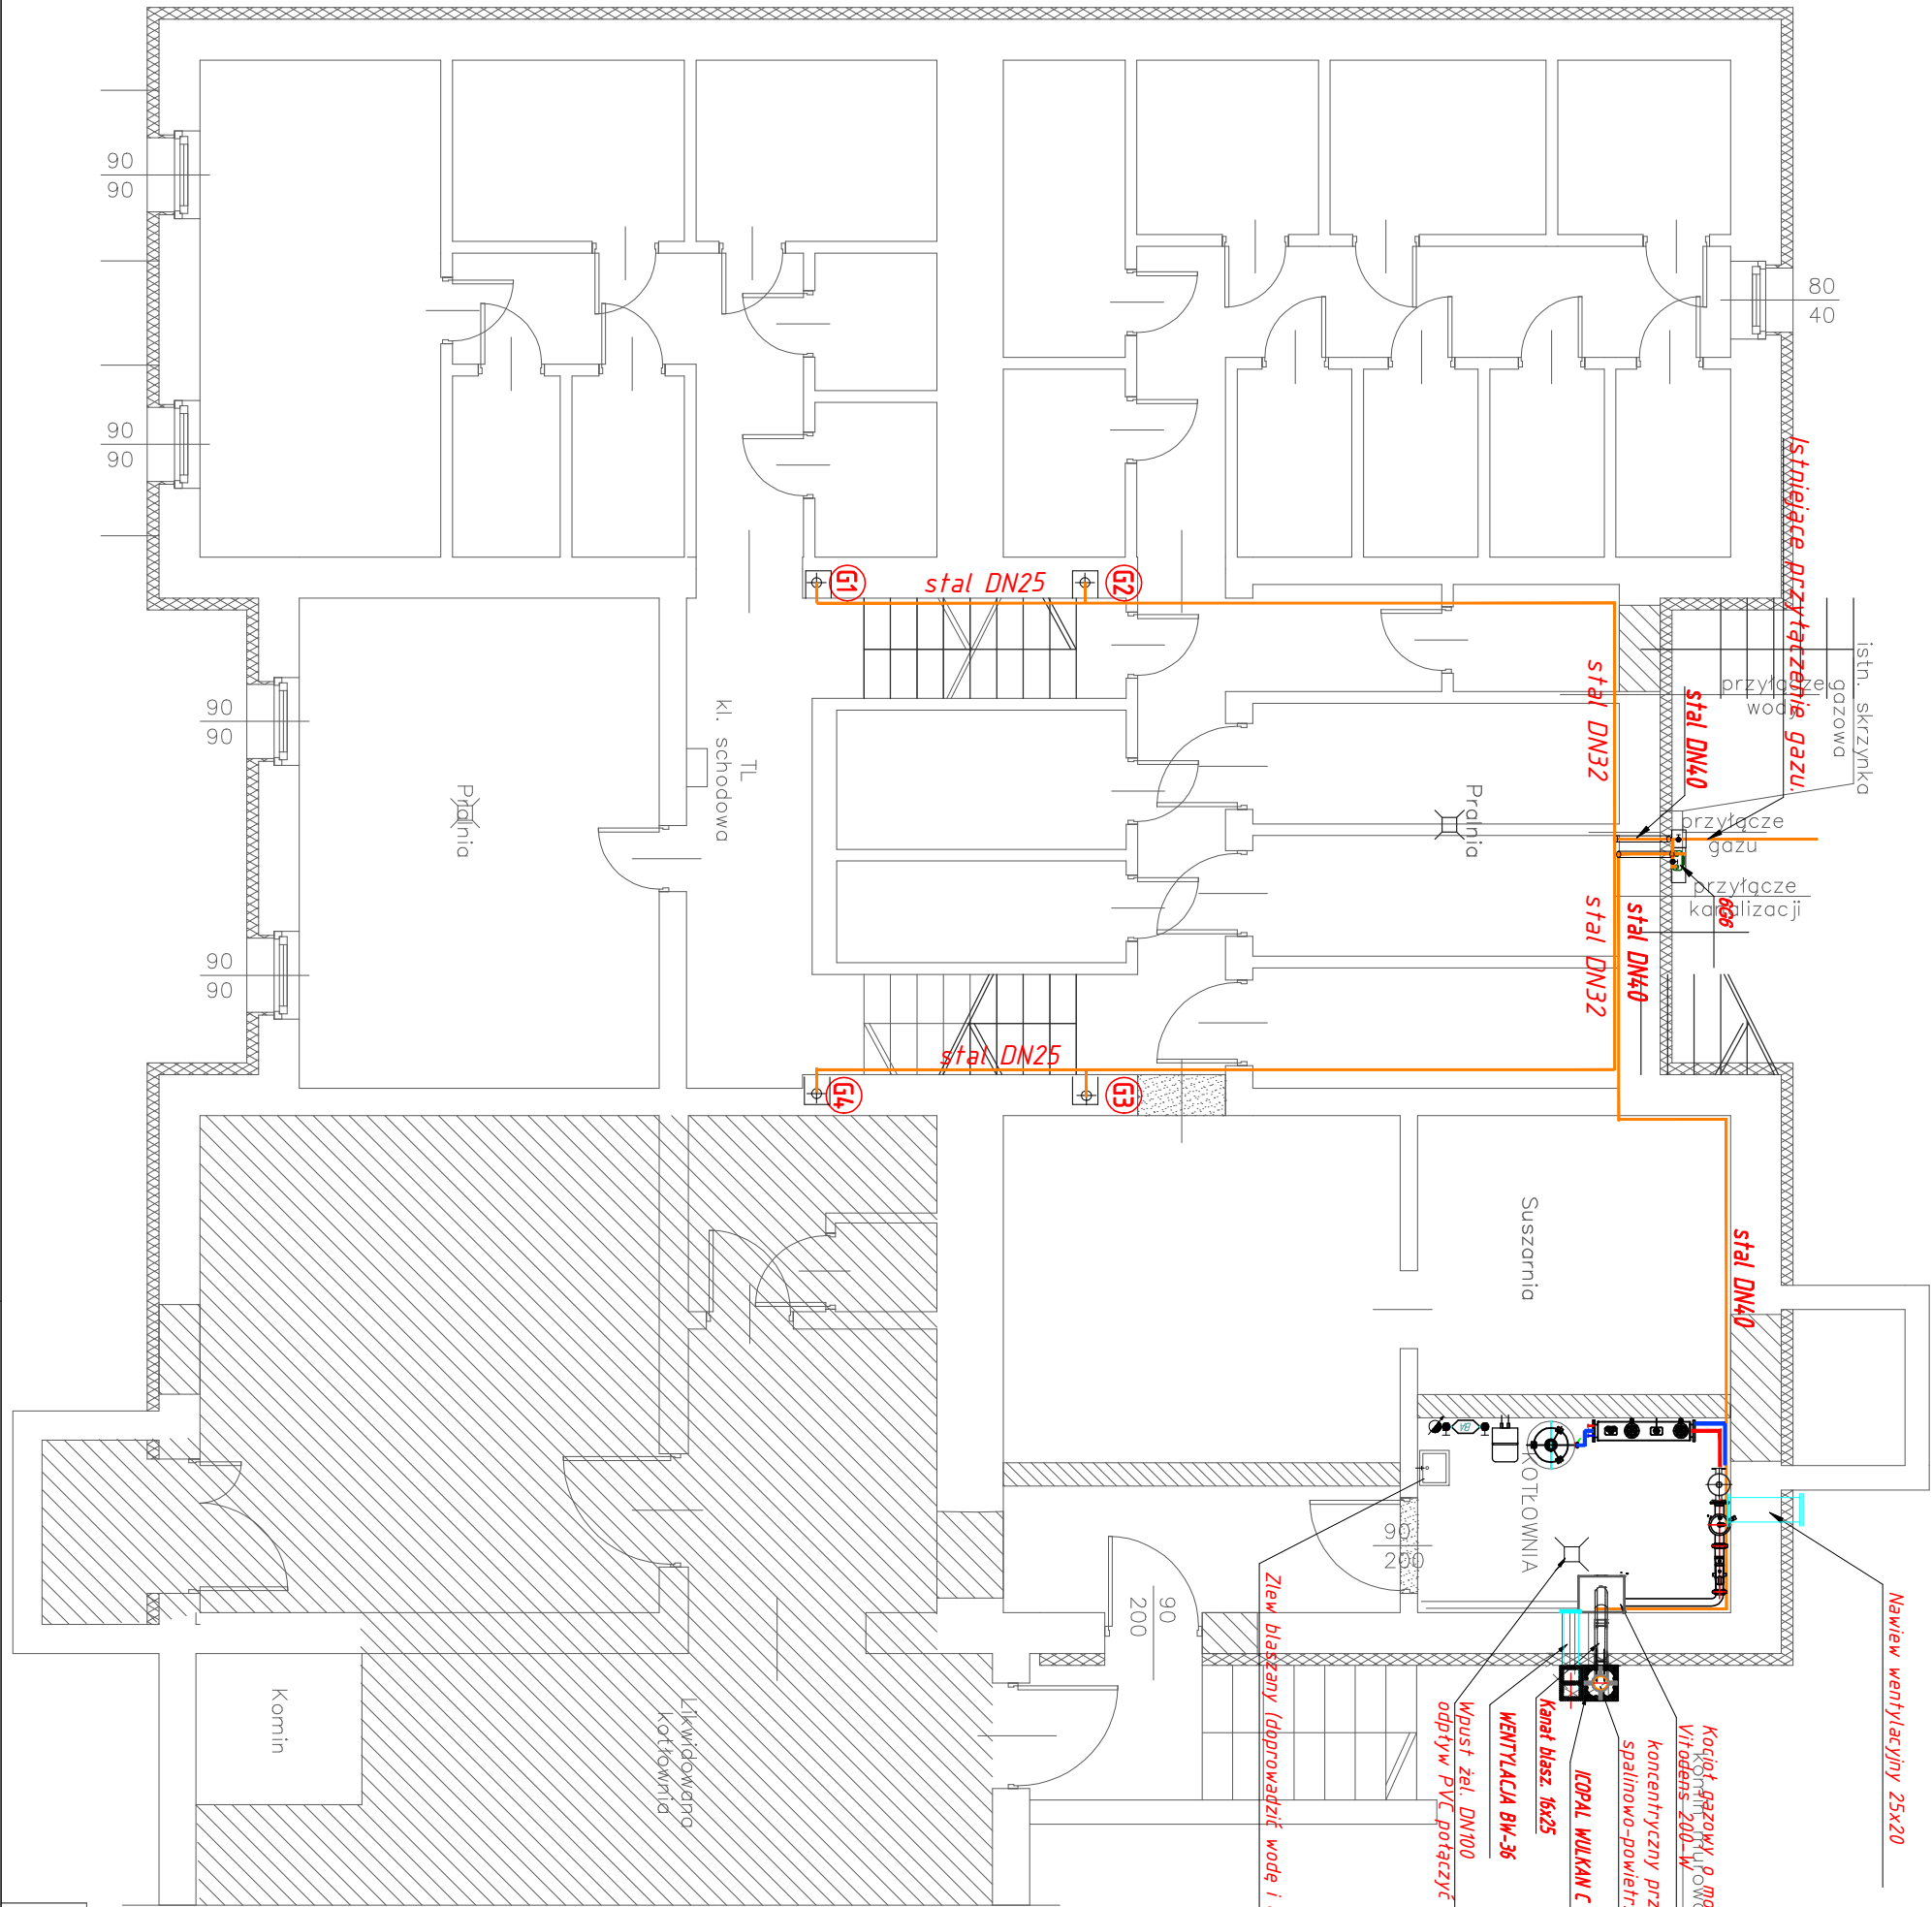 80
40
90
90
90
90
90
90
90
90
Istniejące przyłączenie gazu.
istn. skrzynka
gazowa
przyłącze
wody
przyłącze
gazu
przyłącze
kanalizacji
G1
stal DN25
G2
stal DN32
stal DN40
stal DN32
stal DN40
G4
stal DN25
G3
stal DN40
kl. schodowa
TL
Pralnia
Pralnia
Suszarnia
KOTŁOWNIA
BA
90
200
90
200
Nawiew wentylacyjny 25x20
Kocioł gazowy o
Vitodens 200-W
Komin
koncentryczny
ICOPAL WULKAN C
Kanał blasz. 16x25
WENTYLACJA BW-36
Wpust żel. DN100
odpływ PVC połączyć
Zlew blaszany (doprowadzić wodę i
Komin
Likwidowana
kotłownia